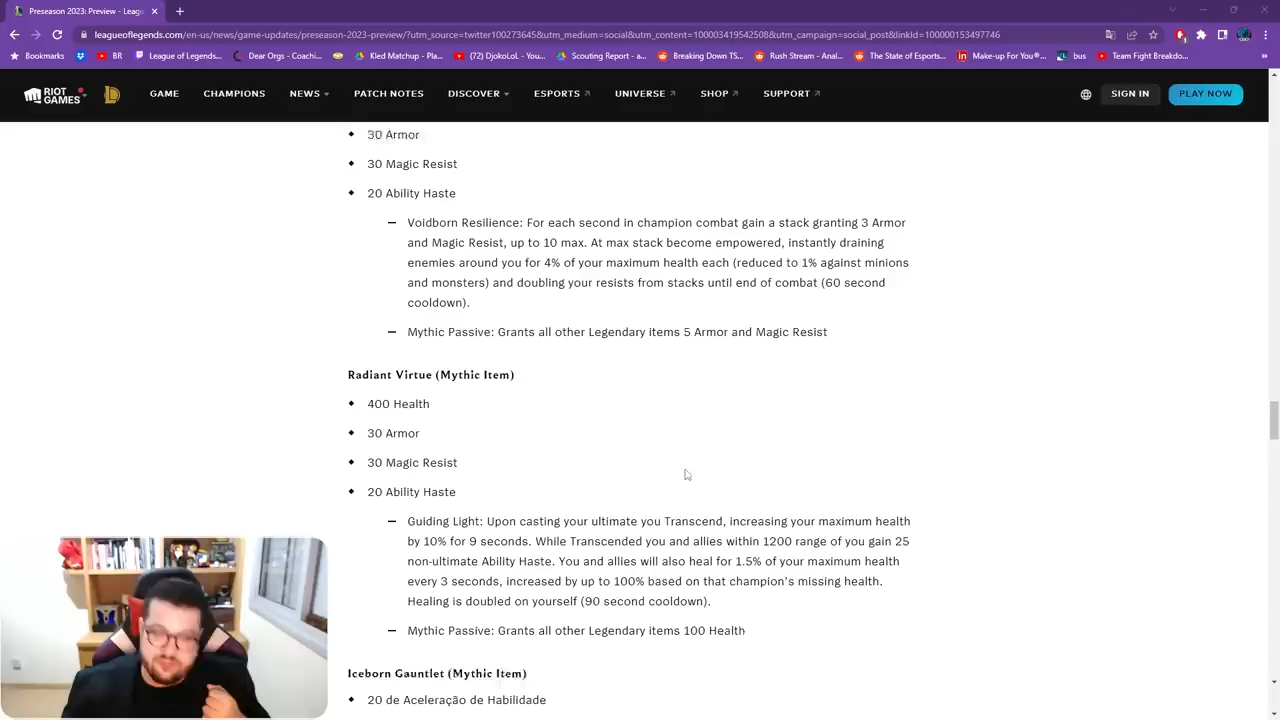 Preseason 2023: Preview - Leag
leagueoflegends.com/en-us/news/game-updates/preseason-2023-preview/?utm_source=twitter100273645&utm_medium=social&utm_content=100003419542508&utm_campaign=social_post&linkId=100000153497746
Bookmarks BR League of Legends... Dear Orgs - Coachi... Kled Matchup - Pla... (72) DjokoLoL - You... Scouting Report - a... Breaking Down TS... Rush Stream - Anal... The State of Esports... Make-up For You®... bus Team Fight Breakdo...
RIOT GAMES GAME CHAMPIONS NEWS PATCH NOTES DISCOVER ESPORTS UNIVERSE SHOP SUPPORT SIGN IN PLAY NOW
30 Armor
30 Magic Resist
20 Ability Haste
Voidborn Resilience: For each second in champion combat gain a stack granting 3 Armor
and Magic Resist, up to 10 max. At max stack become empowered, instantly draining
enemies around you for 4% of your maximum health each (reduced to 1% against minions
and monsters) and doubling your resists from stacks until end of combat (60 second
cooldown).
Mythic Passive: Grants all other Legendary items 5 Armor and Magic Resist
Radiant Virtue (Mythic Item)
400 Health
30 Armor
30 Magic Resist
20 Ability Haste
Guiding Light: Upon casting your ultimate you Transcend, increasing your maximum health
by 10% for 9 seconds. While Transcended you and allies within 1200 range of you gain 25
non-ultimate Ability Haste. You and allies will also heal for 1.5% of your maximum health
every 3 seconds, increased by up to 100% based on that champion's missing health.
Healing is doubled on yourself (90 second cooldown).
Mythic Passive: Grants all other Legendary items 100 Health
Iceborn Gauntlet (Mythic Item)
20 de Aceleração de Habilidade